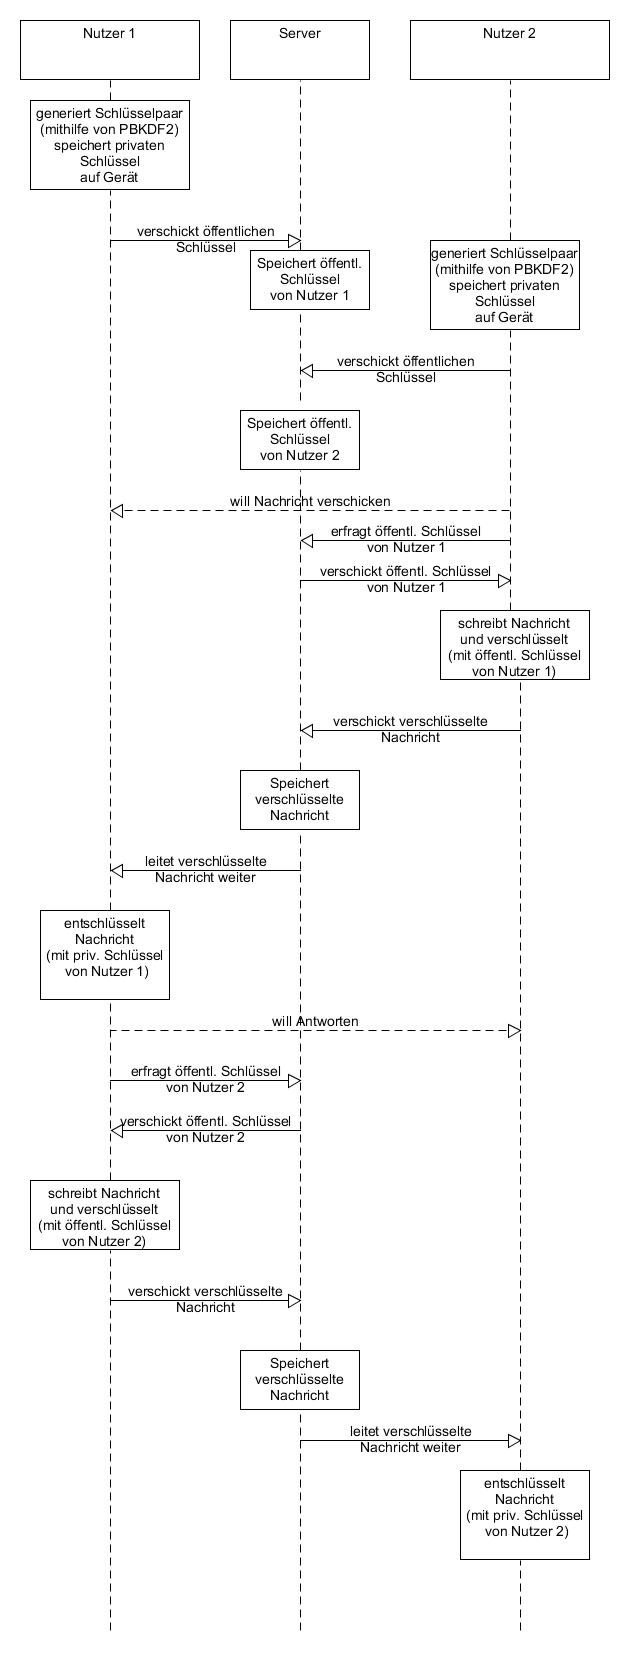 Nutzer 1
Server
Nutzer 2
generiert Schlüsselpaar
(mithilfe von PBKDF2)
speichert privaten
Schlüssel
auf Gerät
verschickt öffentlichen
Schlüssel
Speichert öffentl.
Schlüssel
von Nutzer 1
generiert Schlüsselpaar
(mithilfe von PBKDF2)
speichert privaten
Schlüssel
auf Gerät
verschickt öffentlichen
Schlüssel
Speichert öffentl.
Schlüssel
von Nutzer 2
will Nachricht verschicken
erfragt öffentl. Schlüssel
von Nutzer 1
verschickt öffentl. Schlüssel
von Nutzer 1
schreibt Nachricht
und verschlüsselt
(mit öffentl. Schlüssel
von Nutzer 1)
verschickt verschlüsselte
Nachricht
Speichert
verschlüsselte
Nachricht
leitet verschlüsselte
Nachricht weiter
entschlüsselt
Nachricht
(mit priv. Schlüssel
von Nutzer 1)
will Antworten
erfragt öffentl. Schlüssel
von Nutzer 2
verschickt öffentl. Schlüssel
von Nutzer 2
schreibt Nachricht
und verschlüsselt
(mit öffentl. Schlüssel
von Nutzer 2)
verschickt verschlüsselte
Nachricht
Speichert
verschlüsselte
Nachricht
leitet verschlüsselte
Nachricht weiter
entschlüsselt
Nachricht
(mit priv. Schlüssel
von Nutzer 2)